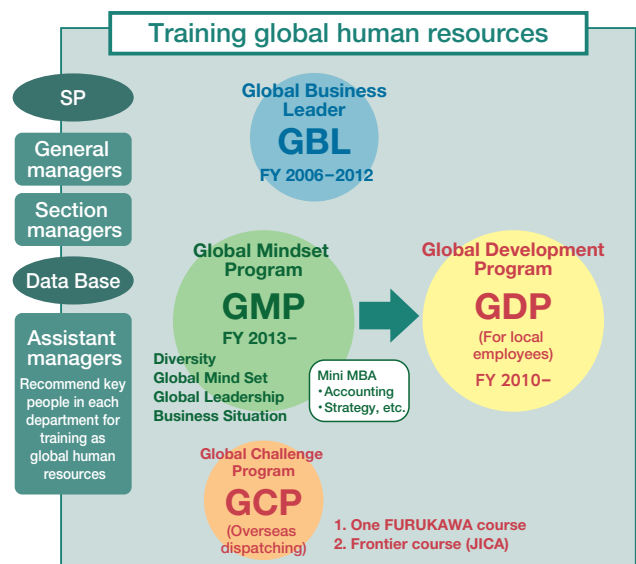 Training global human resources
SP
General
managers
Section
managers
Data Base
Assistant
managers
Recommend key
people in each
department for
training as
global human
resources
Global Business
Leader
GBL
FY 2006–2012
Global Mindset
Program
GMP
FY 2013–
Diversity
Global Mind Set
Global Leadership
Business Situation
Mini MBA
•Accounting
•Strategy, etc.
Global Development
Program
GDP
(For local
employees)
FY 2010–
Global Challenge
Program
GCP
(Overseas
dispatching)
1. One FURUKAWA course
2. Frontier course (JICA)